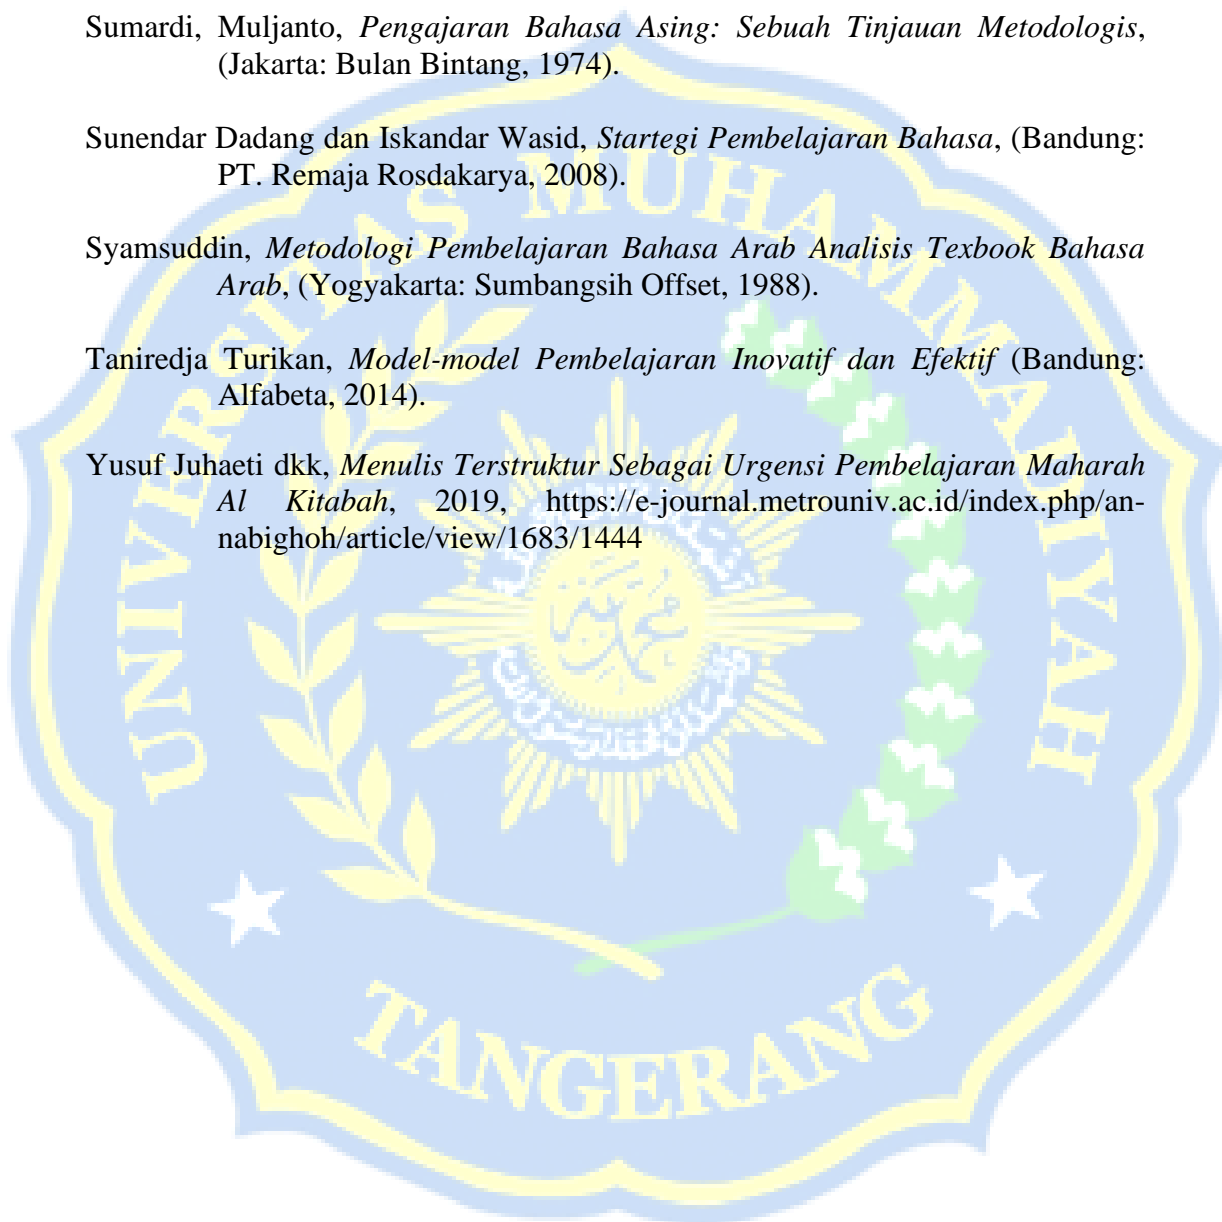 Sumardi, Muljanto, Pengajaran Bahasa Asing: Sebuah Tinjauan Metodologis,
(Jakarta: Bulan Bintang, 1974).
Sunendar Dadang dan Iskandar Wasid, Startegi Pembelajaran Bahasa, (Bandung:
PT. Remaja Rosdakarya, 2008).
Syamsuddin, Metodologi Pembelajaran Bahasa Arab Analisis Texbook Bahasa
Arab, (Yogyakarta: Sumbangsih Offset, 1988).
Taniredja Turikan, Model-model Pembelajaran Inovatif dan Efektif (Bandung:
Alfabeta, 2014).
Yusuf Juhaeti dkk, Menulis Terstruktur Sebagai Urgensi Pembelajaran Maharah
Al Kitabah, 2019, https://e-journal.metrouniv.ac.id/index.php/an-
nabighoh/article/view/1683/1444
UNIVERSITAS MUHAMMADIYAH
TANGERANG